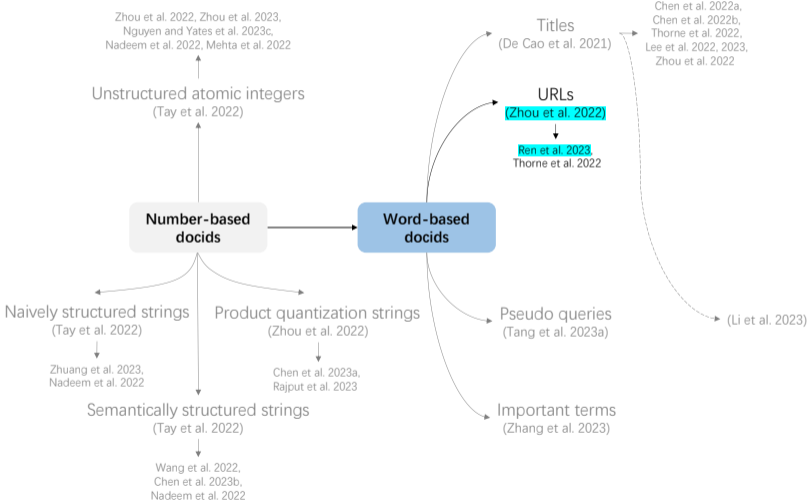 Zhou et al. 2022, Zhou et al. 2023,
Nguyen and Yates et al. 2023c,
Nadeem et al. 2022, Mehta et al. 2022
Unstructured atomic integers
(Tay et al. 2022)
Titles
(De Cao et al. 2021)
Chen et al. 2022a,
Chen et al. 2022b,
Thorne et al. 2022,
Lee et al. 2022, 2023,
Zhou et al. 2022
URLs
(Zhou et al. 2022)
Ren et al. 2023,
Thorne et al. 2022
Number-based
docids
Word-based
docids
Naively structured strings
(Tay et al. 2022)
Zhuang et al. 2023,
Nadeem et al. 2022
Product quantization strings
(Zhou et al. 2022)
Chen et al. 2023a,
Rajput et al. 2023
Pseudo queries
(Tang et al. 2023a)
(Li et al. 2023)
Semantically structured strings
(Tay et al. 2022)
Wang et al. 2022,
Chen et al. 2023b,
Nadeem et al. 2022
Important terms
(Zhang et al. 2023)